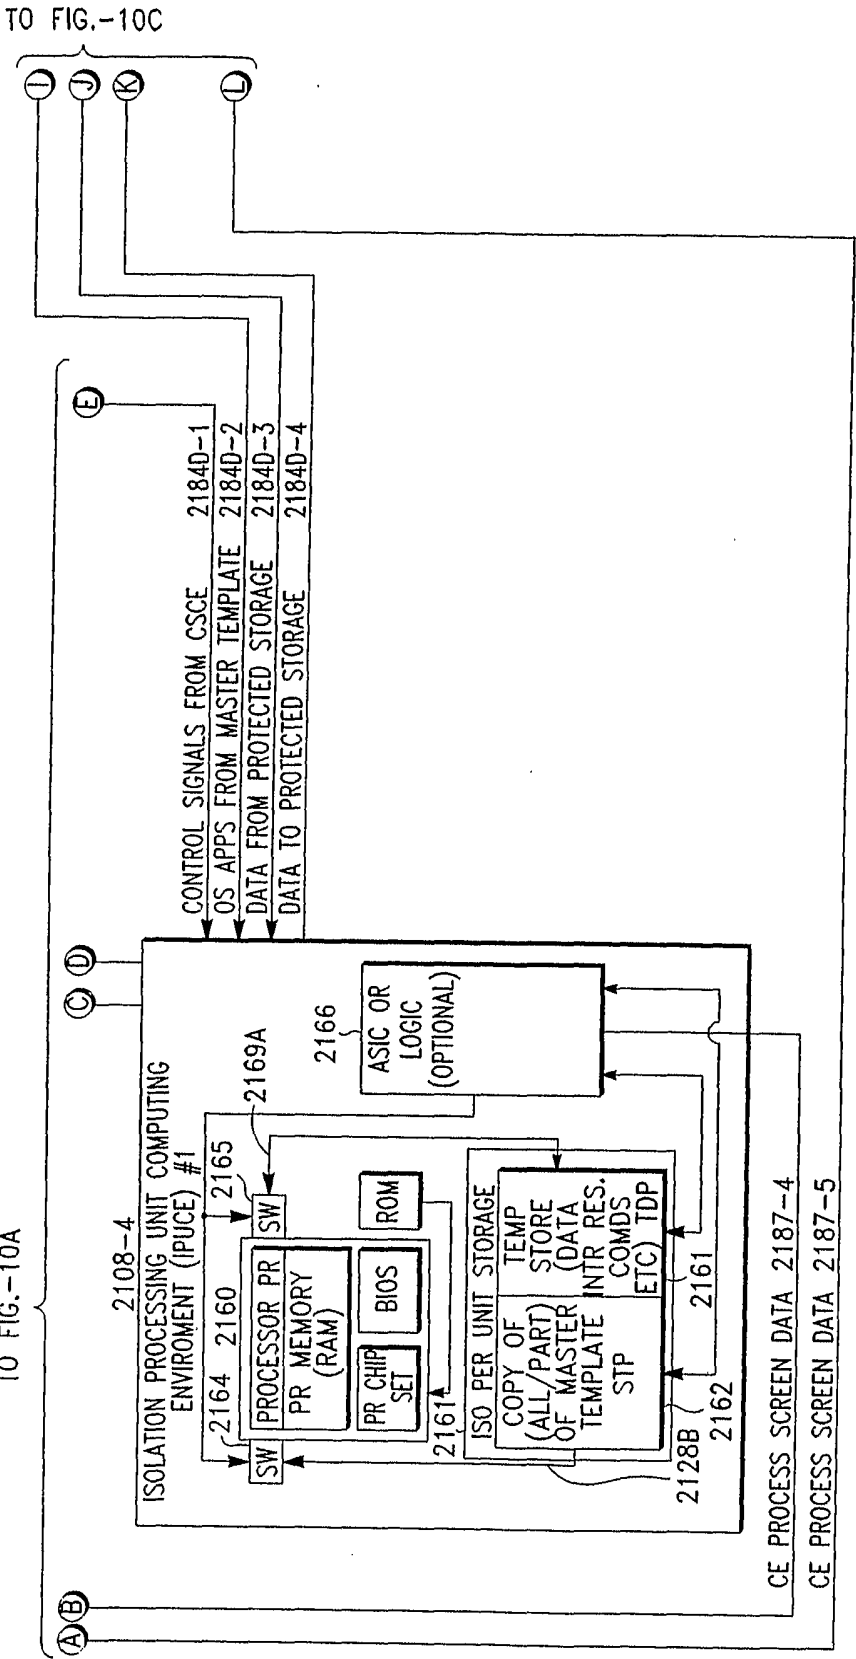 TO FIG.-10C
I
J
K
L
TO FIG.-10A
A
B
C
D
E
CONTROL SIGNALS FROM CSCE 2184D-1
OS APPS FROM MASTER TEMPLATE 2184D-2
DATA FROM PROTECTED STORAGE 2184D-3
DATA TO PROTECTED STORAGE 2184D-4
2108-4
ISOLATION PROCESSING UNIT COMPUTING
ENVIROMENT (IPUCE) #1
2164
2160
2165
2169A
SW
PROCESSOR PR
PR MEMORY
(RAM)
SW
PR CHIP
SET
BIOS
ROM
2166
ASIC OR
LOGIC
(OPTIONAL)
2161
ISO PER UNIT STORAGE
COPY OF
(ALL/PART)
OF MASTER
TEMPLATE
STP
TEMP
STORE
(DATA
INTR RES.
COMDS
ETC) TDP
2128B
2162
2161
CE PROCESS SCREEN DATA 2187-4
CE PROCESS SCREEN DATA 2187-5